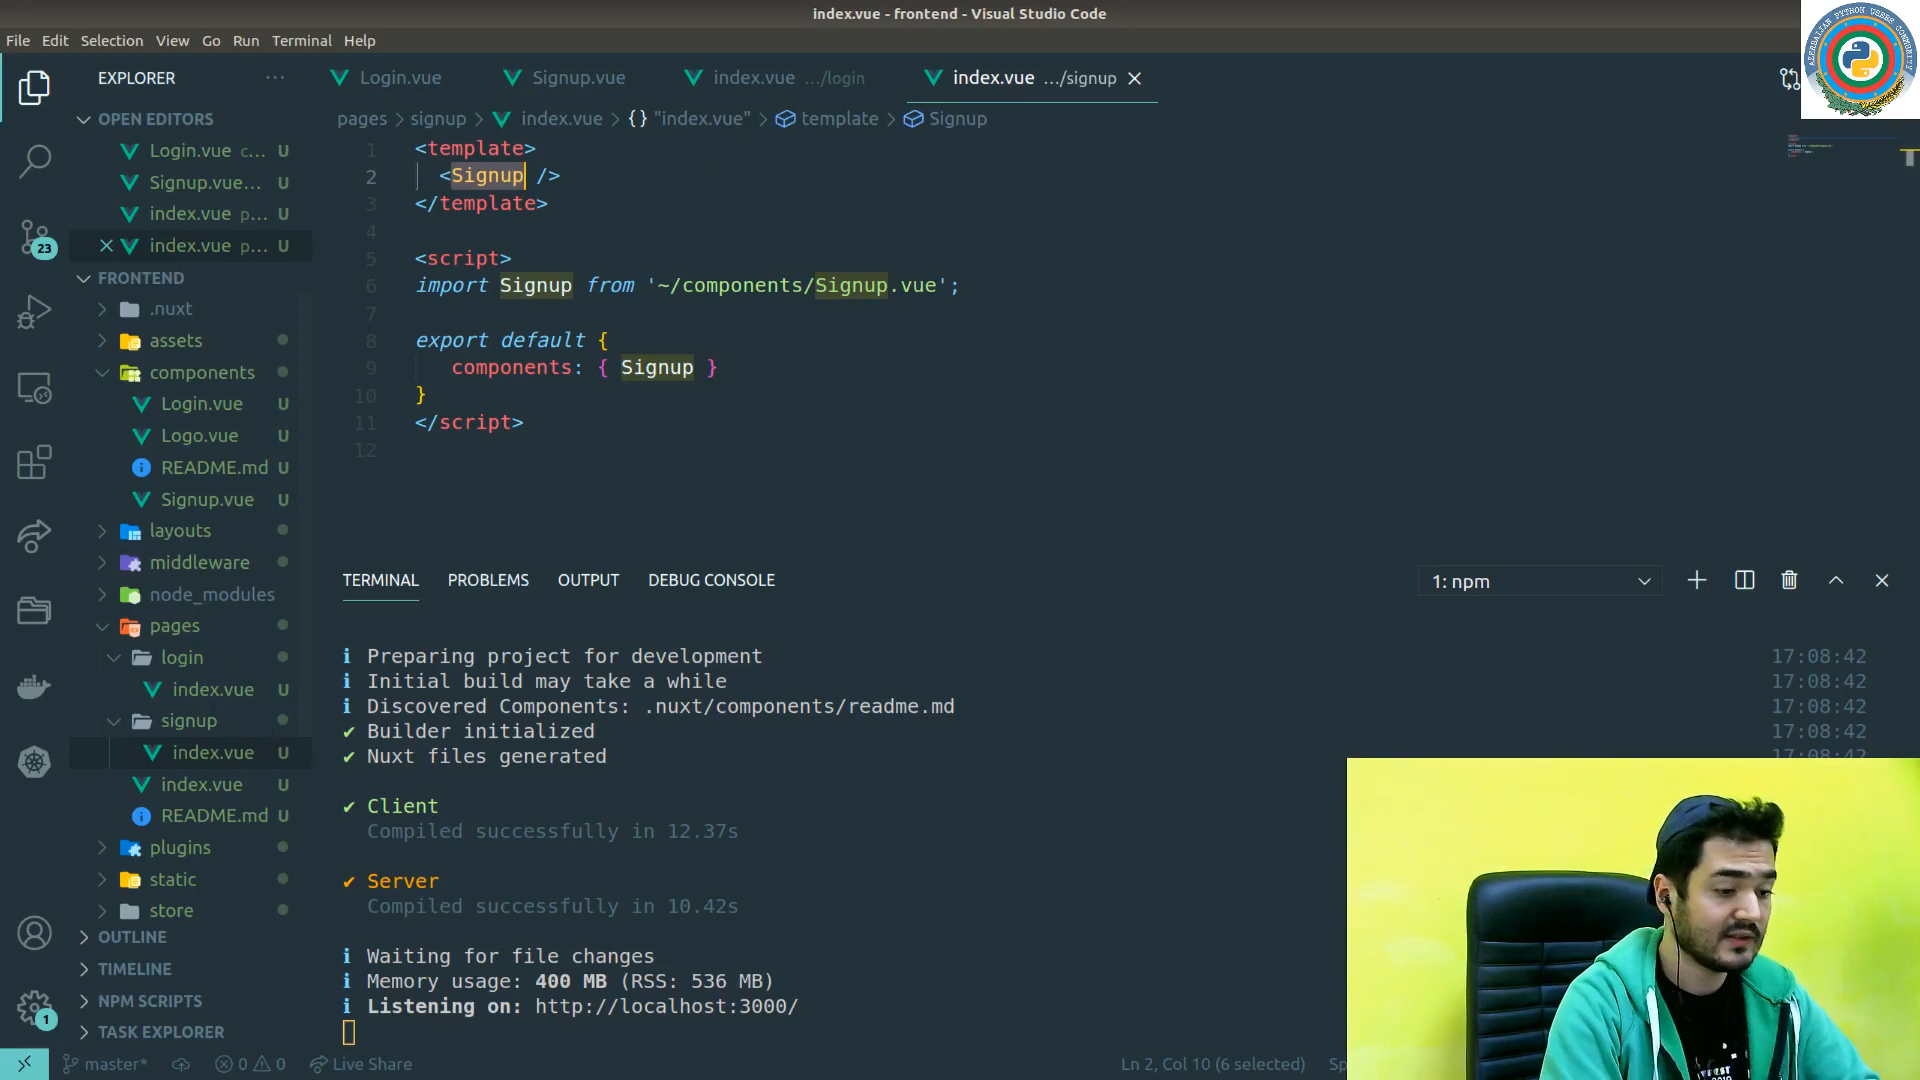 index.vue - frontend - Visual Studio Code
File Edit Selection View Go Run Terminal Help
AZERBAIJAN PYTHON USERS COMMUNITY
EXPLORER ...
Login.vue Signup.vue index.vue .../login index.vue .../signup
OPEN EDITORS
Login.vue c... U
Signup.vue... U
index.vue p... U
index.vue p... U
FRONTEND
.nuxt
assets
components
Login.vue U
Logo.vue U
README.md U
Signup.vue U
layouts
middleware
node_modules
pages
login
index.vue U
signup
index.vue U
index.vue U
README.md U
plugins
static
store
OUTLINE
TIMELINE
NPM SCRIPTS
TASK EXPLORER
23
1
pages > signup > index.vue > {} "index.vue" > template > Signup
1 <template>
2 <Signup />
3 </template>
4
5 <script>
6 import Signup from '~/components/Signup.vue';
7
8 export default {
9 components: { Signup }
10 }
11 </script>
12
TERMINAL PROBLEMS OUTPUT DEBUG CONSOLE 1: npm
ℹ Preparing project for development 17:08:42
ℹ Initial build may take a while 17:08:42
ℹ Discovered Components: .nuxt/components/readme.md 17:08:42
✔ Builder initialized 17:08:42
✔ Nuxt files generated 17:08:42
✔ Client
Compiled successfully in 12.37s
✔ Server
Compiled successfully in 10.42s
ℹ Waiting for file changes
ℹ Memory usage: 400 MB (RSS: 536 MB)
ℹ Listening on: http://localhost:3000/
master* 0 0 Live Share Ln 2, Col 10 (6 selected) Sp